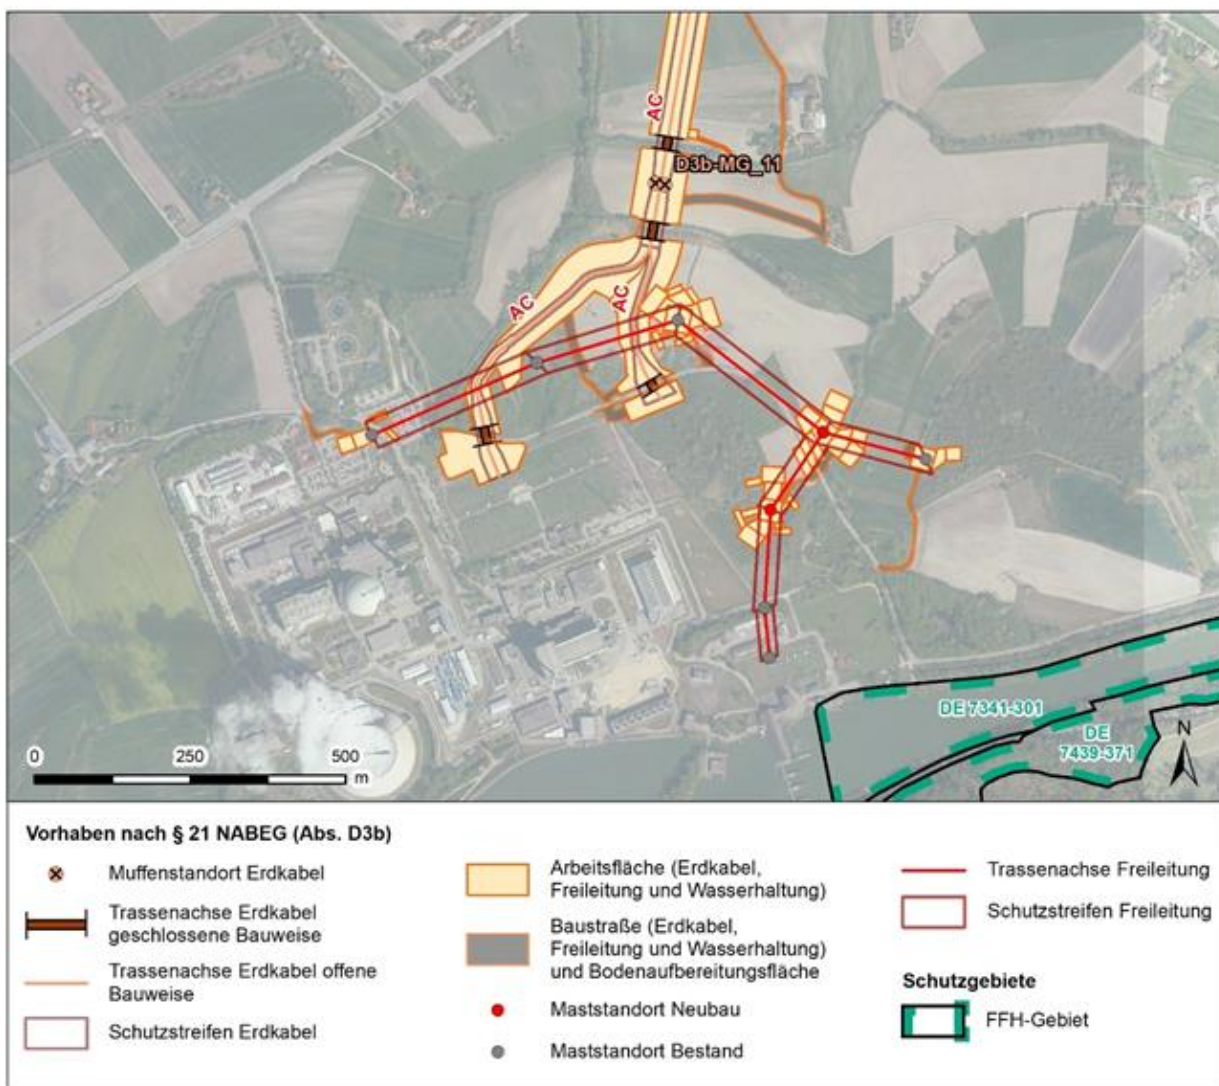 AC
D3b-MG_11
AC
AC
DE 7341-301
DE
7439-371
N
0 250 500
m
Vorhaben nach § 21 NABEG (Abs. D3b)
Muffenstandort Erdkabel
Trassenachse Erdkabel
geschlossene Bauweise
Trassenachse Erdkabel offene
Bauweise
Schutzstreifen Erdkabel
Arbeitsfläche (Erdkabel,
Freileitung und Wasserhaltung)
Baustraße (Erdkabel,
Freileitung und Wasserhaltung)
und Bodenaufbereitungsfläche
Maststandort Neubau
Maststandort Bestand
Trassenachse Freileitung
Schutzstreifen Freileitung
Schutzgebiete
FFH-Gebiet